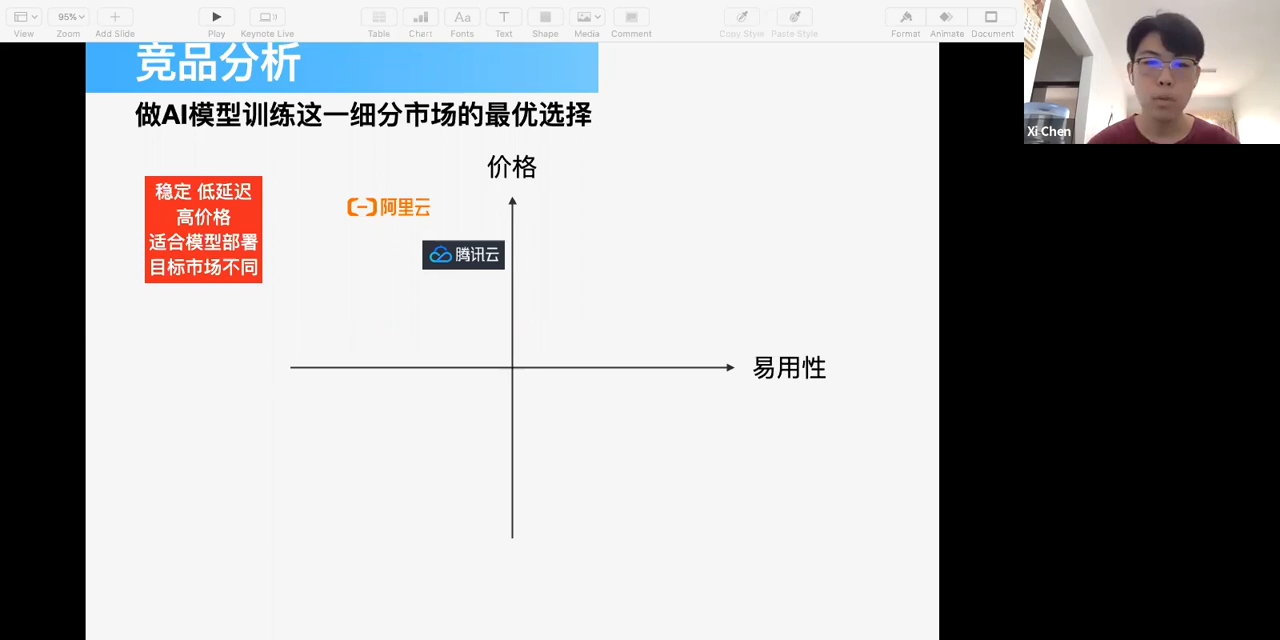 95%
View
Zoom
Add Slide
Play
Keynote Live
Table
Chart
Aa
Fonts
T
Text
Shape
Media
Comment
Copy Style
Paste Style
Format
Animate
Document
Xi Chen
竞品分析
做AI模型训练这一细分市场的最优选择
价格
稳定 低延迟
高价格
适合模型部署
目标市场不同
阿里云
腾讯云
易用性